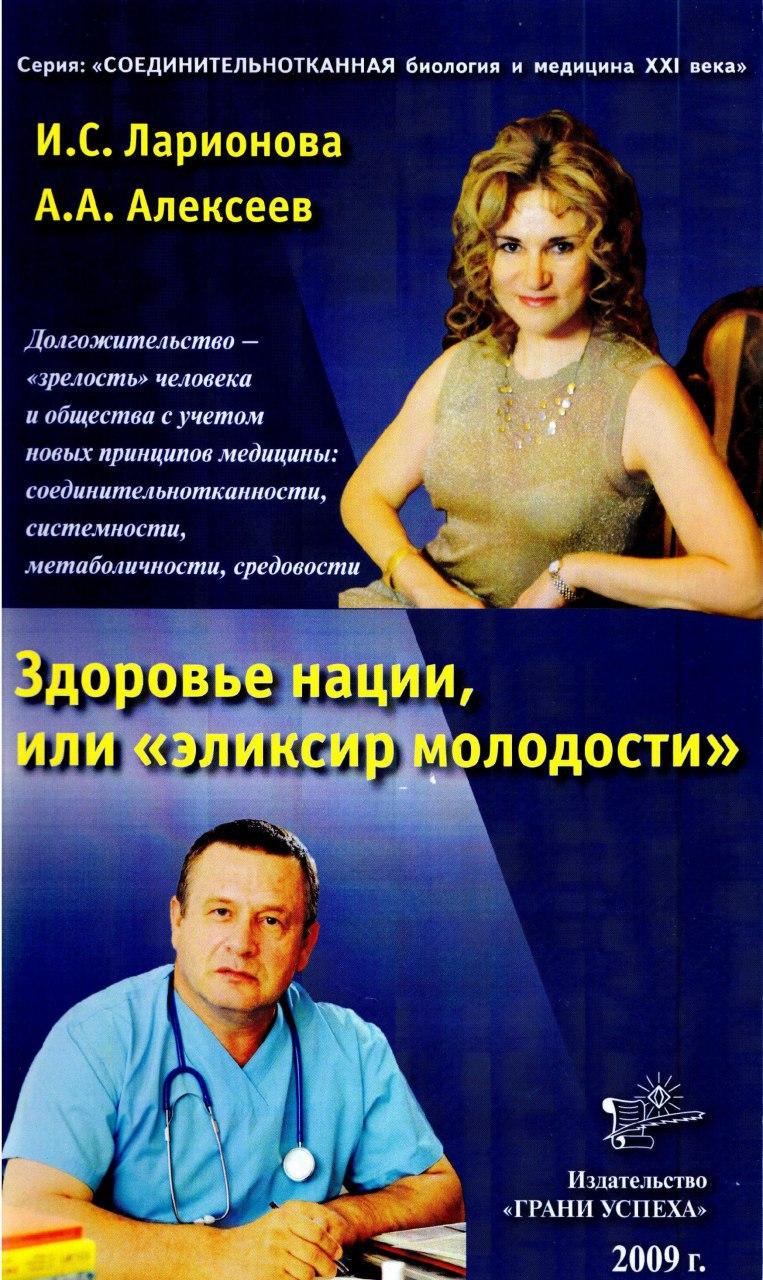 Серия: «СОЕДИНИТЕЛЬНОТКАННАЯ биология и медицина XXI века»
И.С. Ларионова
А.А. Алексеев
Долгожительство –
«зрелость» человека
и общества с учетом
новых принципов медицины:
соединительнотканности,
системности,
метаболичности, средовости
Здоровье нации,
или «эликсир молодости»
Издательство
«ГРАНИ УСПЕХА»
2009 г.